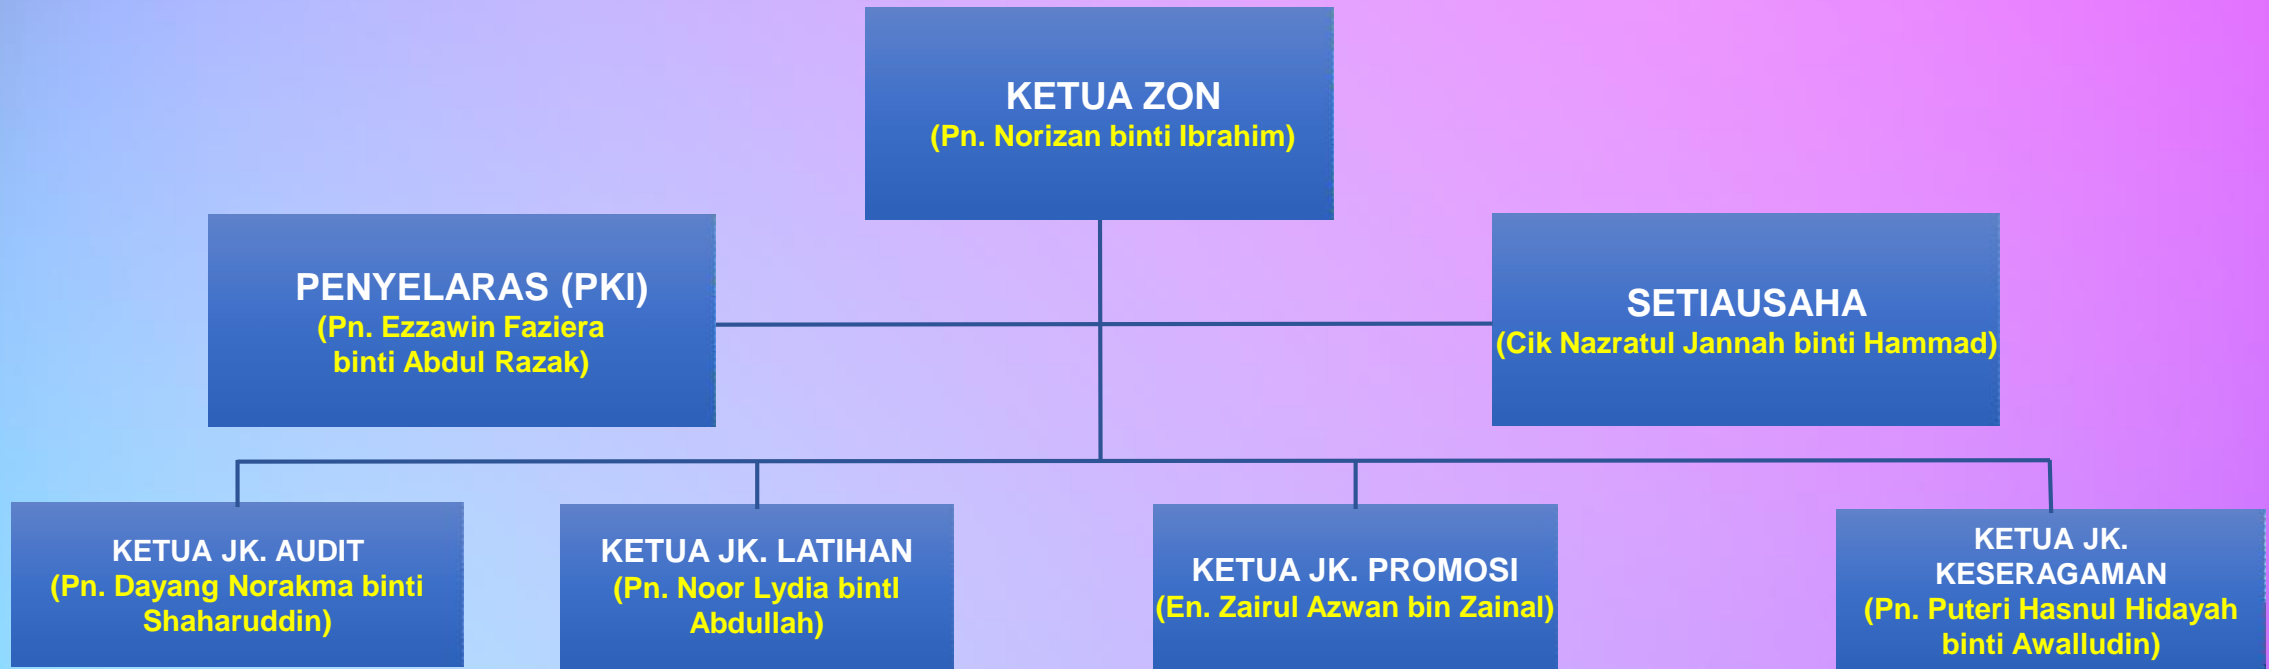 KETUA ZON
(Pn. Norizan binti Ibrahim)
PENYELARAS (PKI)
(Pn. Ezzawin Faziera
binti Abdul Razak)
SETIAUSAHA
(Cik Nazratul Jannah binti Hammad)
KETUA JK. AUDIT
(Pn. Dayang Norakma binti
Shaharuddin)
KETUA JK. LATIHAN
(Pn. Noor Lydia bintI
Abdullah)
KETUA JK. PROMOSI
(En. Zairul Azwan bin Zainal)
KETUA JK.
KESERAGAMAN
(Pn. Puteri Hasnul Hidayah
binti Awalludin)